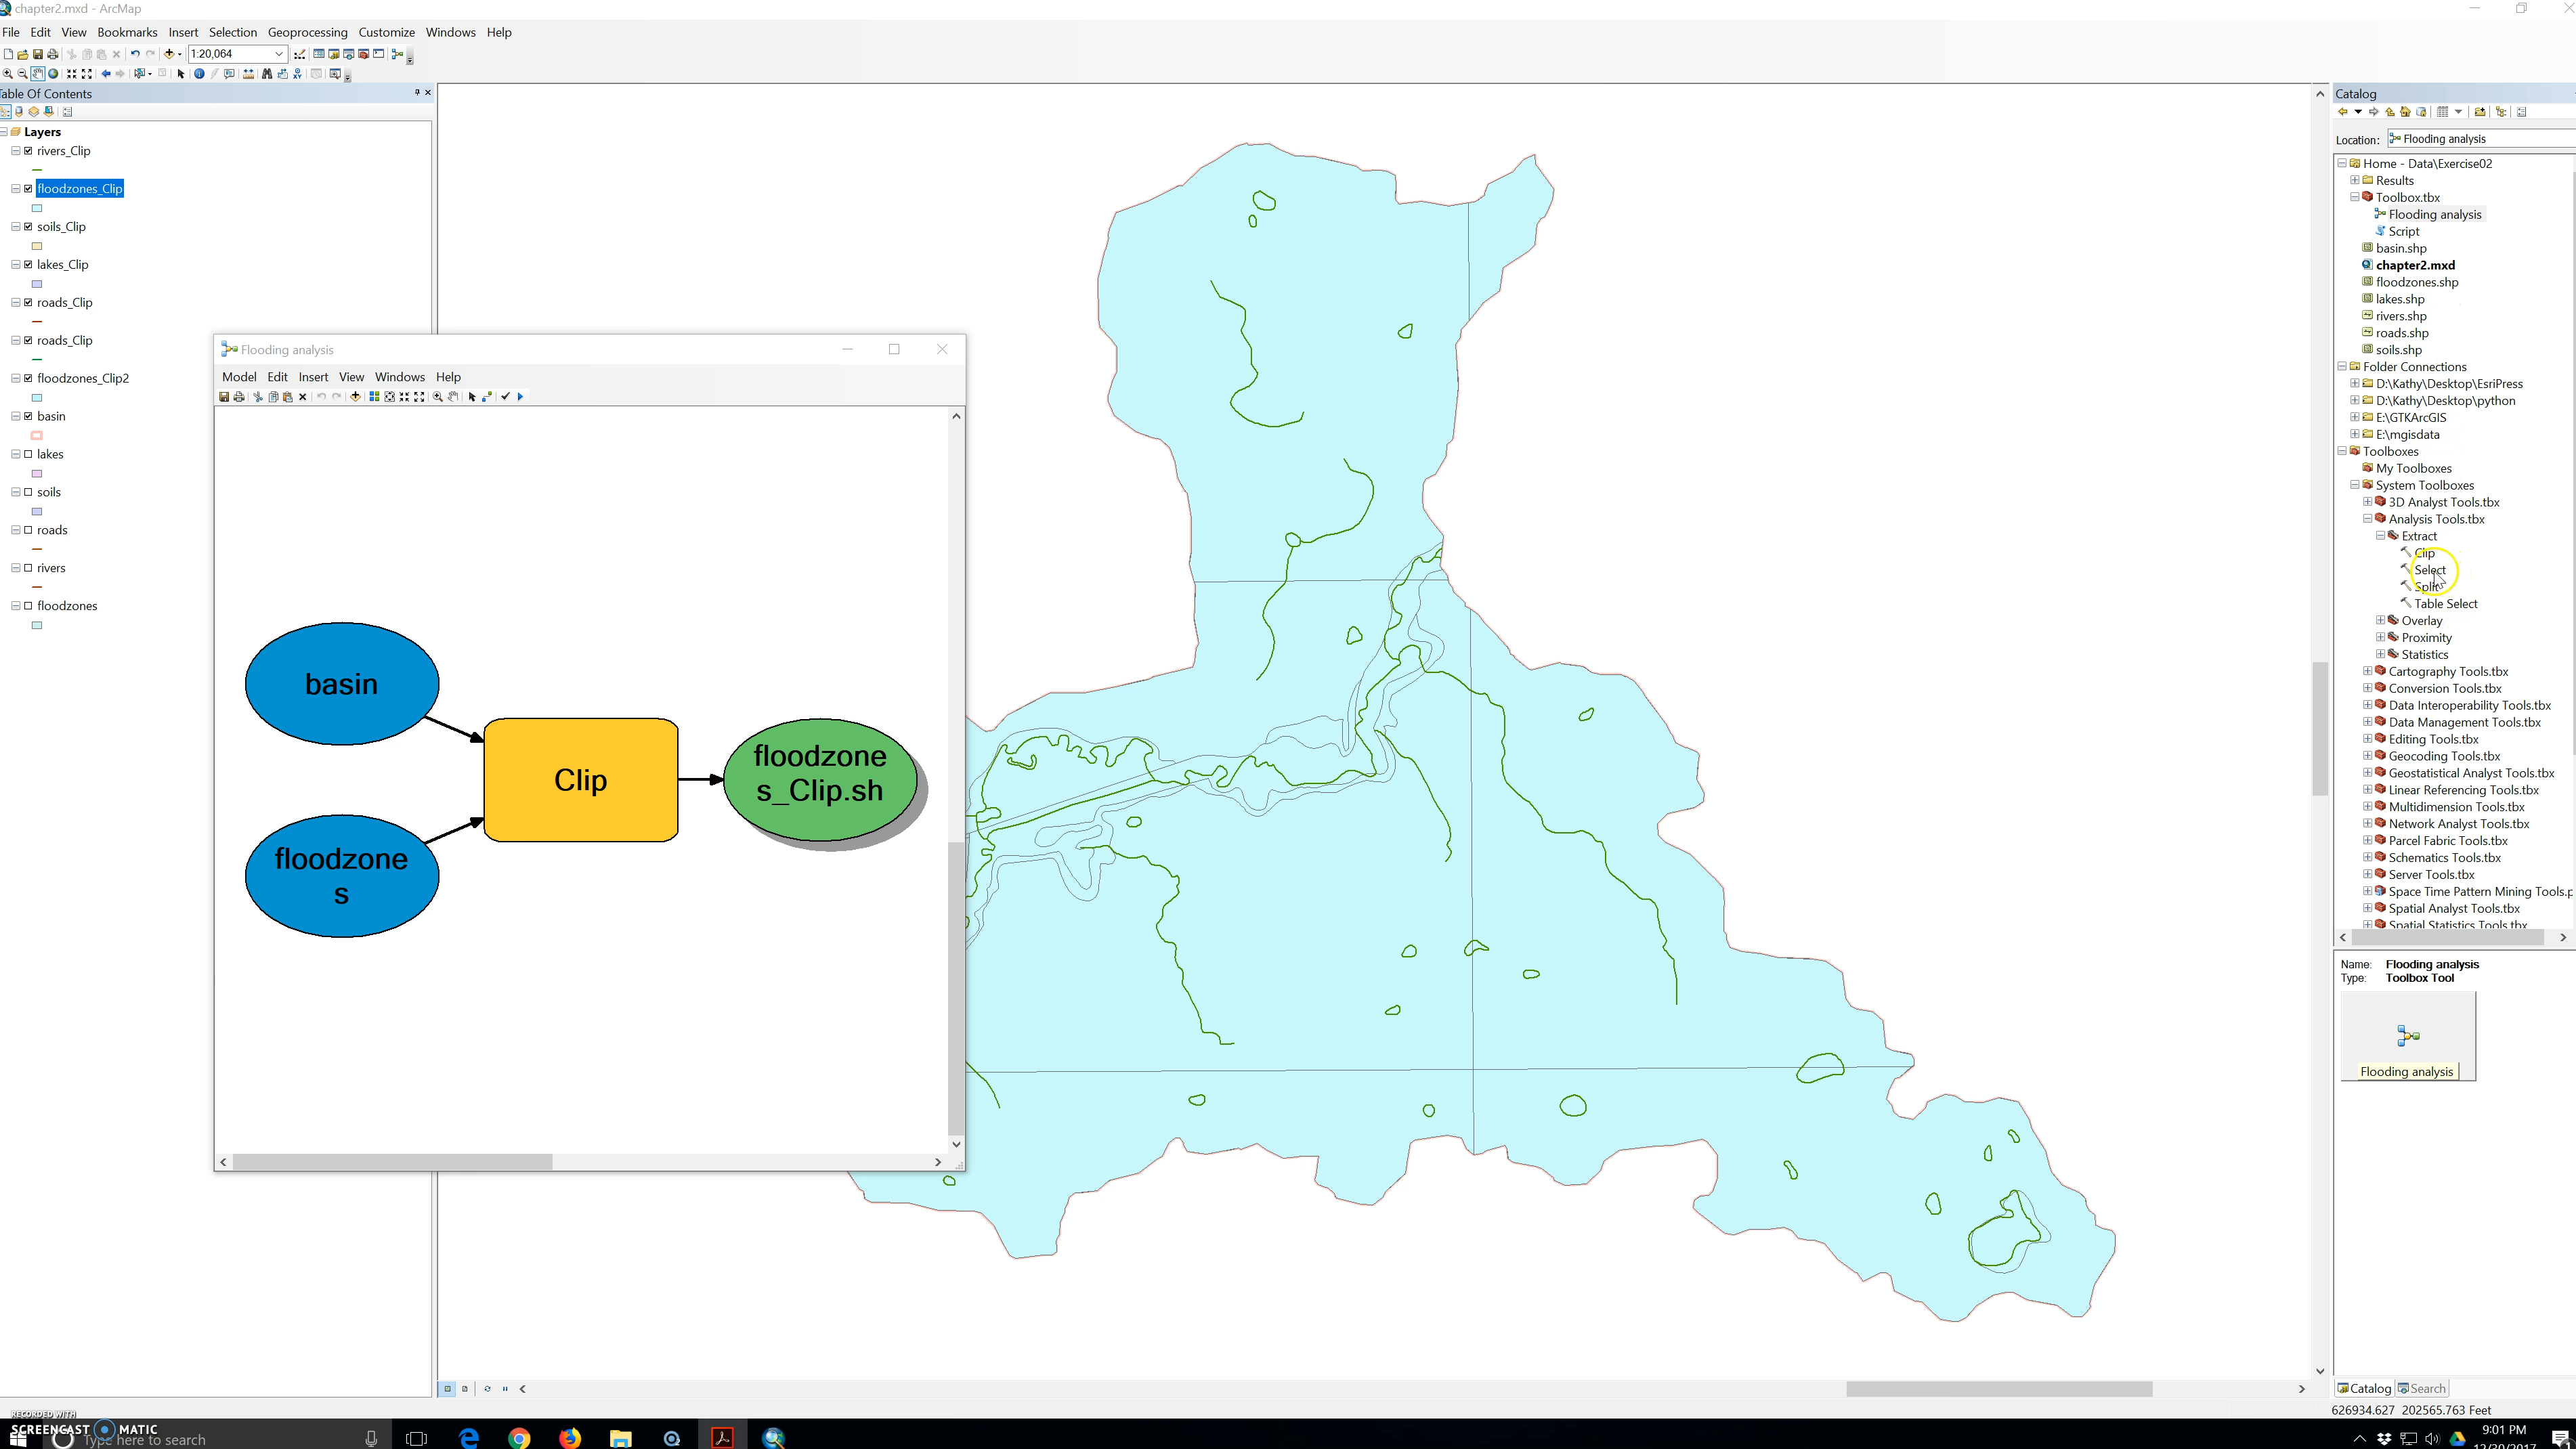 chapter2.mxd - ArcMap
File Edit View Bookmarks Insert Selection Geoprocessing Customize Windows Help
1:20,064
Table Of Contents
Layers
rivers_Clip
floodzones_Clip
soils_Clip
lakes_Clip
roads_Clip
roads_Clip
floodzones_Clip2
basin
lakes
soils
roads
rivers
floodzones
Flooding analysis
Model Edit Insert View Windows Help
basin
floodzone
s
Clip
floodzone
s_Clip.sh
Catalog
Location: Flooding analysis
Home - Data\Exercise02
Results
Toolbox.tbx
Flooding analysis
Script
basin.shp
chapter2.mxd
floodzones.shp
lakes.shp
rivers.shp
roads.shp
soils.shp
Folder Connections
D:\Kathy\Desktop\EsriPress
D:\Kathy\Desktop\python
E:\GTKArcGIS
E:\mgisdata
Toolboxes
My Toolboxes
System Toolboxes
3D Analyst Tools.tbx
Analysis Tools.tbx
Extract
Clip
Select
Split
Table Select
Overlay
Proximity
Statistics
Cartography Tools.tbx
Conversion Tools.tbx
Data Interoperability Tools.tbx
Data Management Tools.tbx
Editing Tools.tbx
Geocoding Tools.tbx
Geostatistical Analyst Tools.tbx
Linear Referencing Tools.tbx
Multidimension Tools.tbx
Network Analyst Tools.tbx
Parcel Fabric Tools.tbx
Schematics Tools.tbx
Server Tools.tbx
Space Time Pattern Mining Tools.p
Spatial Analyst Tools.tbx
Spatial Statistics Tools.tbx
Name: Flooding analysis
Type: Toolbox Tool
Flooding analysis
Catalog Search
626934.627 202565.763 Feet
RECORDED WITH
SCREENCAST MATIC
Type here to search
9:01 PM
12/30/2017